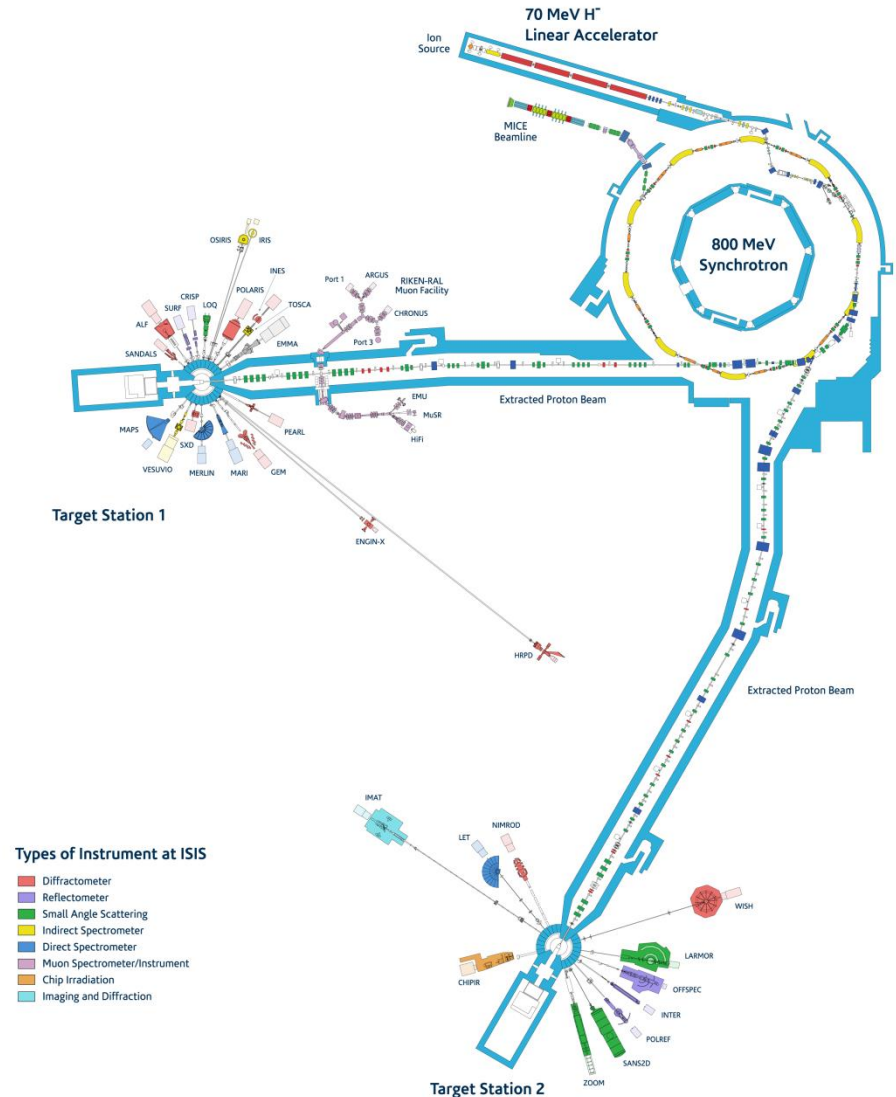 70 MeV H⁻
Linear Accelerator
Ion
Source
MICE
Beamline
800 MeV
Synchrotron
OSIRIS
IRIS
INES
POLARIS
TOSCA
LOQ
CRISP
SURF
ALF
EMMA
SANDALS
Port 1
ARGUS
RIKEN-RAL
Muon Facility
CHRONUS
Port 3
Extracted Proton Beam
EMU
MuSR
HiFi
PEARL
MAPS
SXD
VESUVIO
MERLIN
MARI
GEM
Target Station 1
ENGIN-X
HRPD
Extracted Proton Beam
IMAT
NIMROD
LET
WISH
LARMOR
OFFSPEC
INTER
POLREF
SANS2D
ZOOM
CHIPIR
Target Station 2
Types of Instrument at ISIS
Diffractometer
Reflectometer
Small Angle Scattering
Indirect Spectrometer
Direct Spectrometer
Muon Spectrometer/Instrument
Chip Irradiation
Imaging and Diffraction